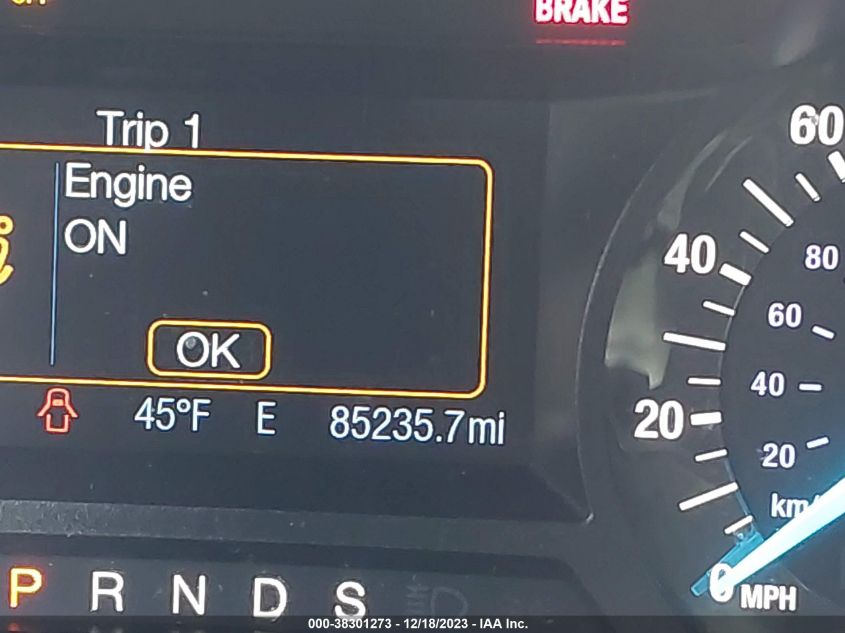 BRAKE
Trip 1
Engine
ON
OK
45°F E 85235.7mi
P R N D S
60
40
20
0 MPH
80
60
40
20
km/
000-38301273 - 12/18/2023 - IAA Inc.